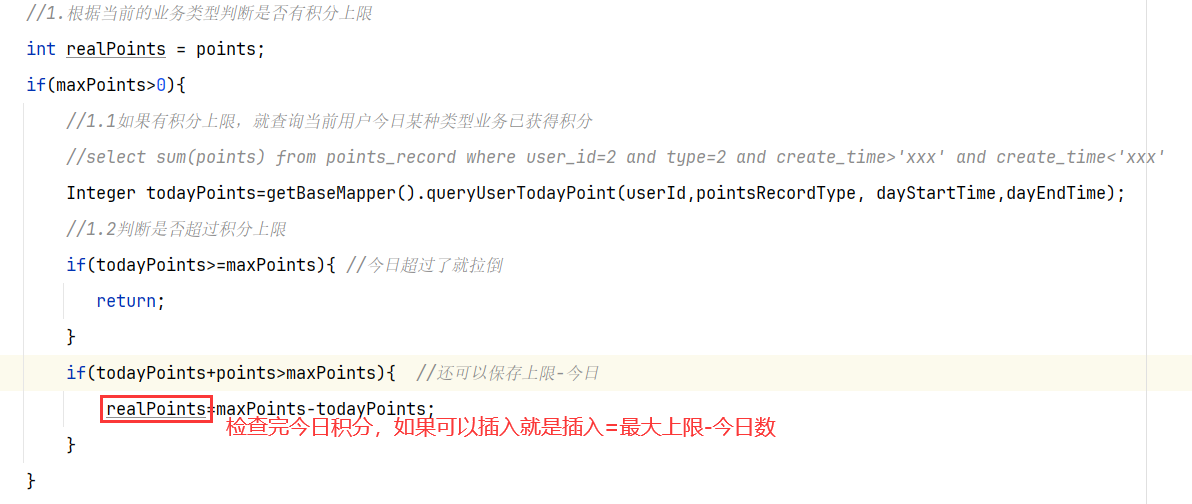 //1.根据当前的业务类型判断是否有积分上限
int realPoints = points;
if(maxPoints>0){
//1.1如果有积分上限，就查询当前用户今日某种类型业务已获得积分
//select sum(points) from points_record where user_id=2 and type=2 and create_time>'xxx' and create_time<'xxx'
Integer todayPoints=getBaseMapper().queryUserTodayPoint(userId,pointsRecordType, dayStartTime,dayEndTime);
//1.2判断是否超过积分上限
if(todayPoints>=maxPoints){ //今日超过了就拉倒
return;
}
if(todayPoints+points>maxPoints){  //还可以保存上限-今日
realPoints=maxPoints-todayPoints;
检查完今日积分，如果可以插入就是插入=最大上限-今日数
}
}